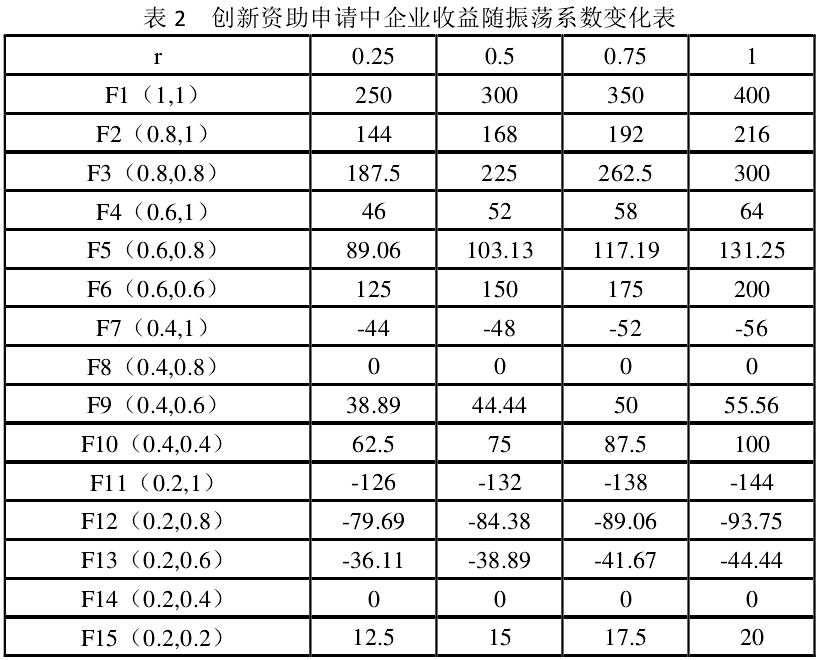 表 2 创新资助申请中企业收益随振荡系数变化表
r 0.25 0.5 0.75 1
F1（1,1） 250 300 350 400
F2（0.8,1） 144 168 192 216
F3（0.8,0.8） 187.5 225 262.5 300
F4（0.6,1） 46 52 58 64
F5（0.6,0.8） 89.06 103.13 117.19 131.25
F6（0.6,0.6） 125 150 175 200
F7（0.4,1） -44 -48 -52 -56
F8（0.4,0.8） 0 0 0 0
F9（0.4,0.6） 38.89 44.44 50 55.56
F10（0.4,0.4） 62.5 75 87.5 100
F11（0.2,1） -126 -132 -138 -144
F12（0.2,0.8） -79.69 -84.38 -89.06 -93.75
F13（0.2,0.6） -36.11 -38.89 -41.67 -44.44
F14（0.2,0.4） 0 0 0 0
F15（0.2,0.2） 12.5 15 17.5 20